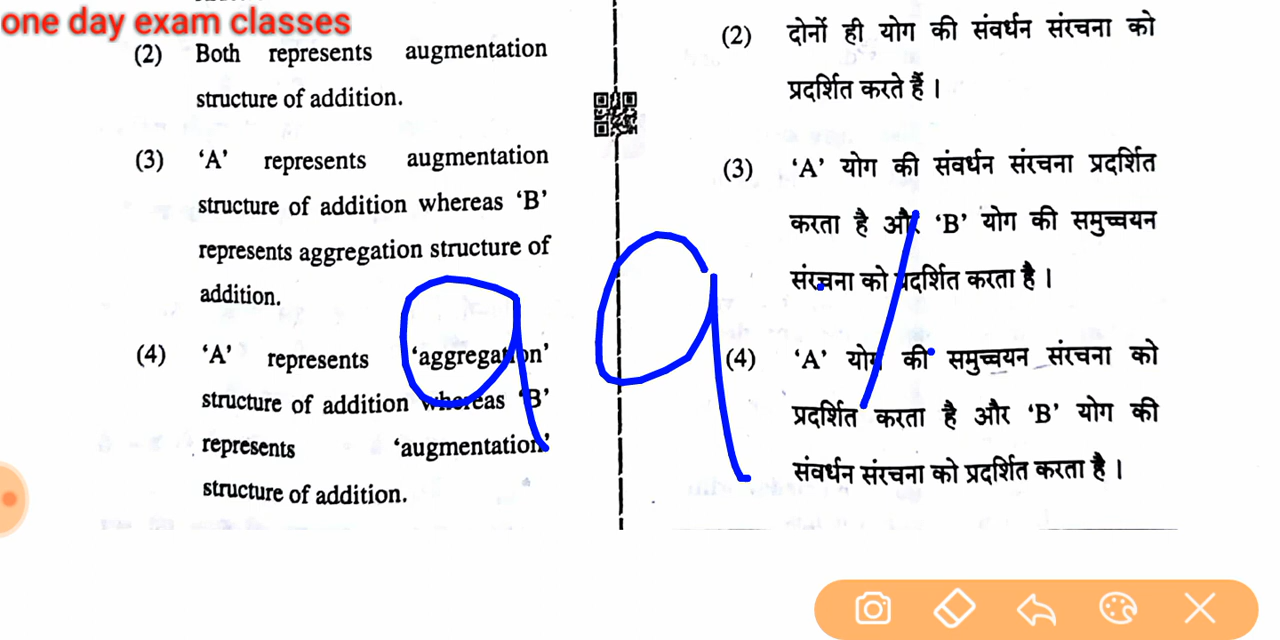 one day exam classes
(2) Both represents augmentation
structure of addition.
(3) 'A' represents augmentation
structure of addition whereas 'B'
represents aggregation structure of
addition.
(4) 'A' represents 'aggregation'
structure of addition whereas 'B'
represents 'augmentation'
structure of addition.
(2) दोनों ही योग की संवर्धन संरचना को
प्रदर्शित करते हैं।
(3) 'A' योग की संवर्धन संरचना प्रदर्शित
करता है और 'B' योग की समुच्चयन
संरचना को प्रदर्शित करता है।
(4) 'A' योग की समुच्चयन संरचना को
प्रदर्शित करता है और 'B' योग की
संवर्धन संरचना को प्रदर्शित करता है।
99/